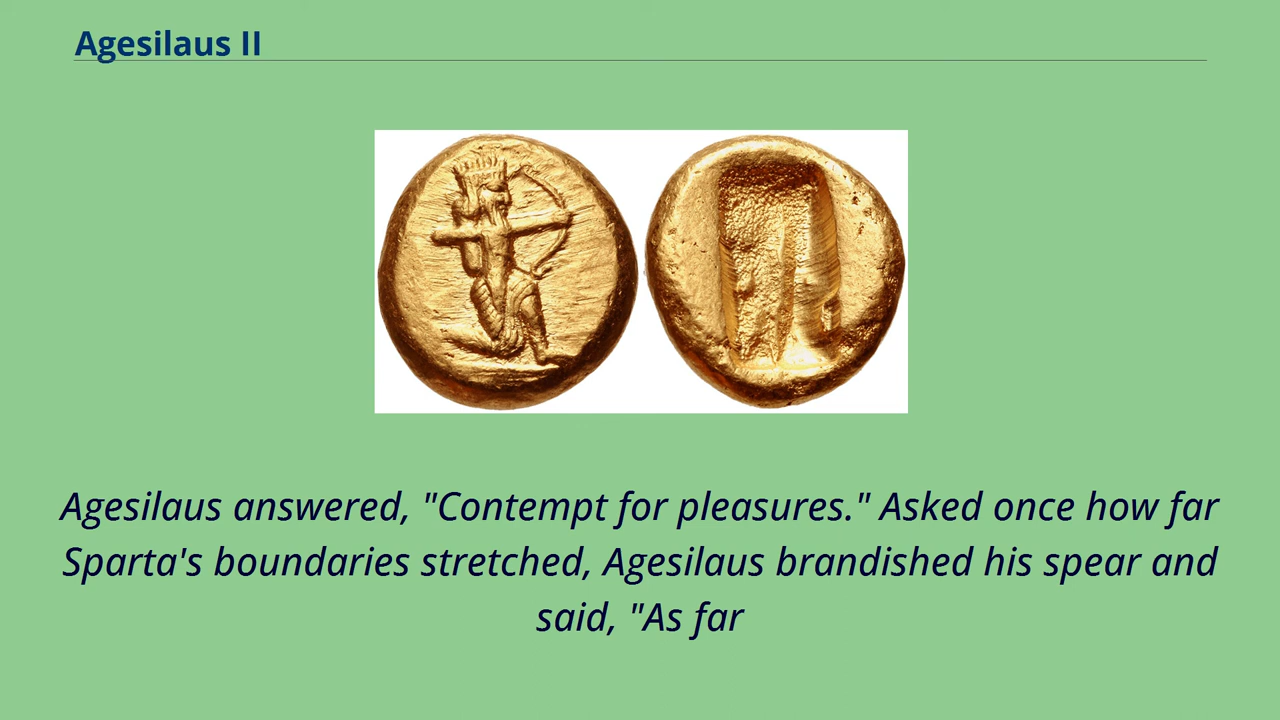 Agesilaus II
Agesilaus answered, "Contempt for pleasures." Asked once how far
Sparta's boundaries stretched, Agesilaus brandished his spear and
said, "As far